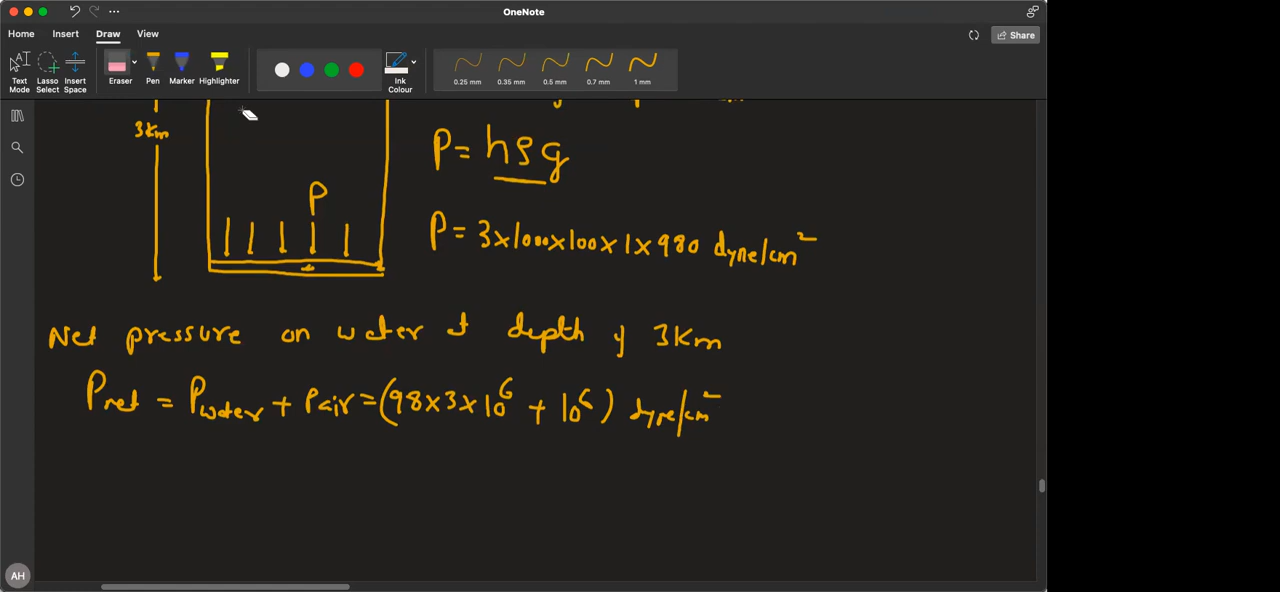 OneNote
Home Insert Draw View
Share
Text Mode Lasso Select Insert Space Eraser Pen Marker Highlighter Ink Colour 0.25 mm 0.35 mm 0.5 mm 0.7 mm 1 mm
3km
P = hρg
P
P = 3×1000×100×1×980 dyne/cm²
Net pressure on water at depth of 3km
Pnet = Pwater + Pair = (98×3×10⁶ + 10⁶) dyne/cm²
AH